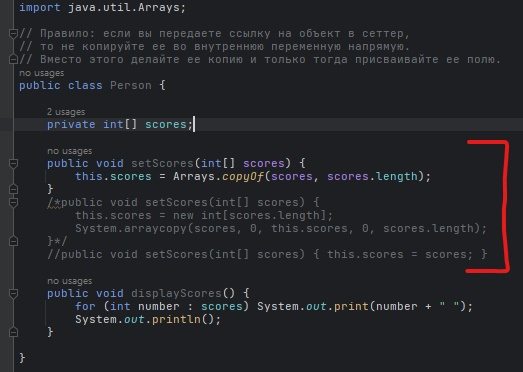 import java.util.Arrays;
// Правило: если вы передаете ссылку на объект в сеттер,
// то не копируйте ее во внутреннюю переменную напрямую.
// Вместо этого делайте ее копию и только тогда присваивайте ее полю.
no usages
public class Person {
2 usages
private int[] scores;
no usages
public void setScores(int[] scores) {
this.scores = Arrays.copyOf(scores, scores.length);
}
/*public void setScores(int[] scores) {
this.scores = new int[scores.length];
System.arraycopy(scores, 0, this.scores, 0, scores.length);
}*/
//public void setScores(int[] scores) { this.scores = scores; }
no usages
public void displayScores() {
for (int number : scores) System.out.print(number + " ");
System.out.println();
}
}